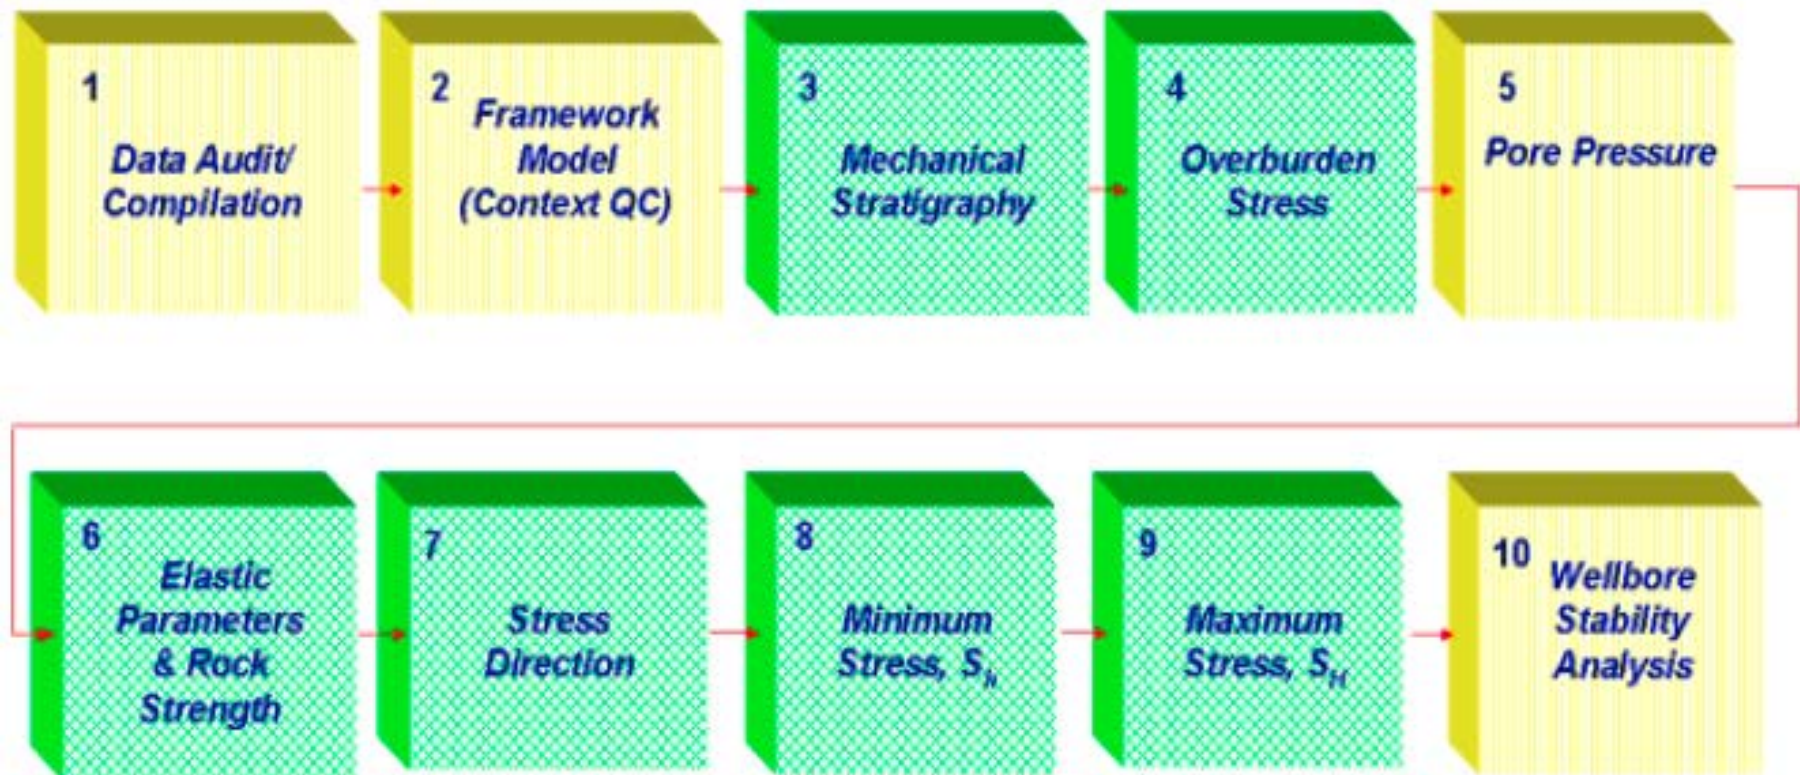 1
Data Audit/
Compilation
2
Framework
Model
(Context QC)
3
Mechanical
Stratigraphy
4
Overburden
Stress
5
Pore Pressure
6
Elastic
Parameters
& Rock
Strength
7
Stress
Direction
8
Minimum
Stress, Sh
9
Maximum
Stress, SH
10
Wellbore
Stability
Analysis